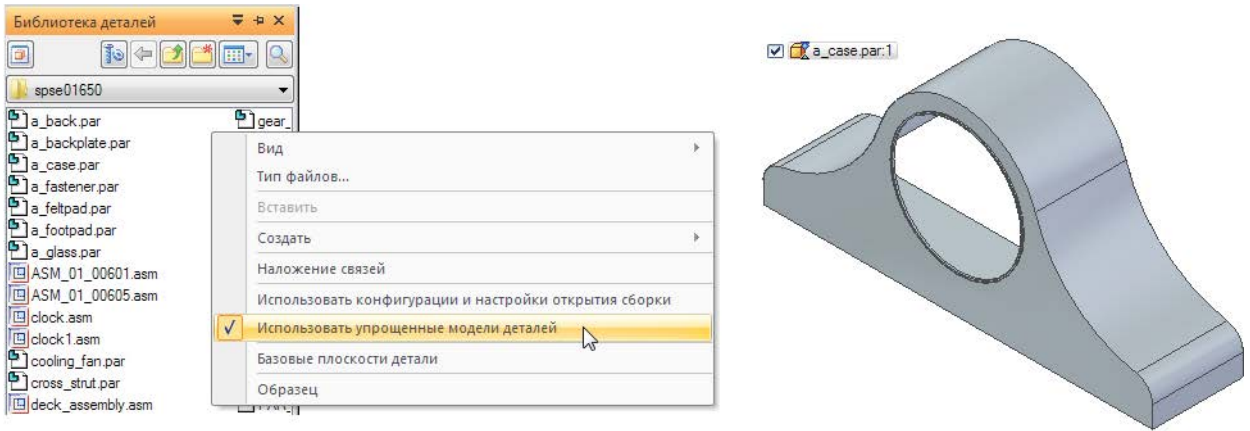 Библиотека деталей
spse01650
a_back.par
a_backplate.par
a_case.par
a_fastener.par
a_feltpad.par
a_footpad.par
a_glass.par
ASM_01_00601.asm
ASM_01_00605.asm
clock.asm
clock1.asm
cooling_fan.par
cross_strut.par
deck_assembly.asm
gear_
Вид
Тип файлов...
Вставить
Создать
Наложение связей
Использовать конфигурации и настройки открытия сборки
Использовать упрощенные модели деталей
Базовые плоскости детали
Образец
a_case.par:1